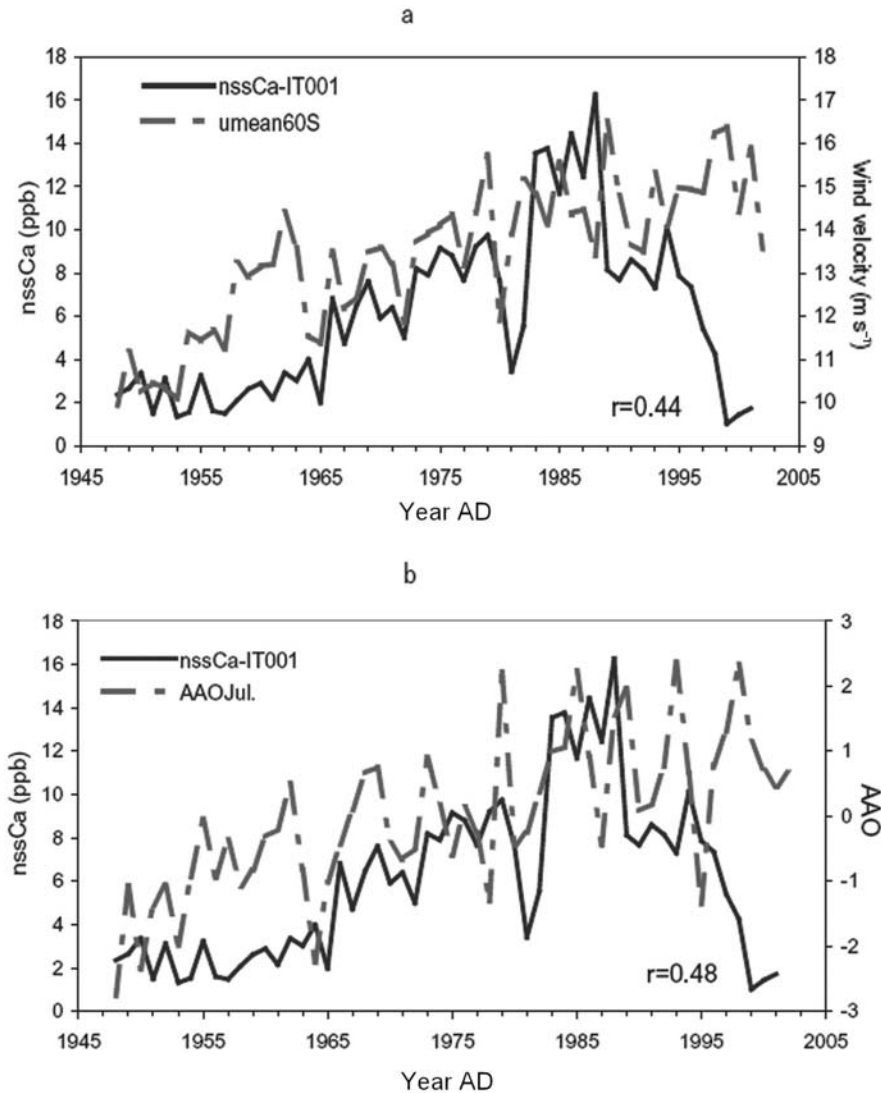 a
18 18
nssCa-IT001
16 17
umean60S
14 16
12 15
10 14
8 13
6 12
4 11
2 10
0 9
nssCa (ppb)
Wind velocity (m s⁻¹)
r=0.44
1945 1955 1965 1975 1985 1995 2005
Year AD
b
18 3
nssCa-IT001
16
AAOJul.
2
14
12 1
10
8 0
6 -1
4
-2
2
0 -3
nssCa (ppb)
AAO
r=0.48
1945 1955 1965 1975 1985 1995 2005
Year AD